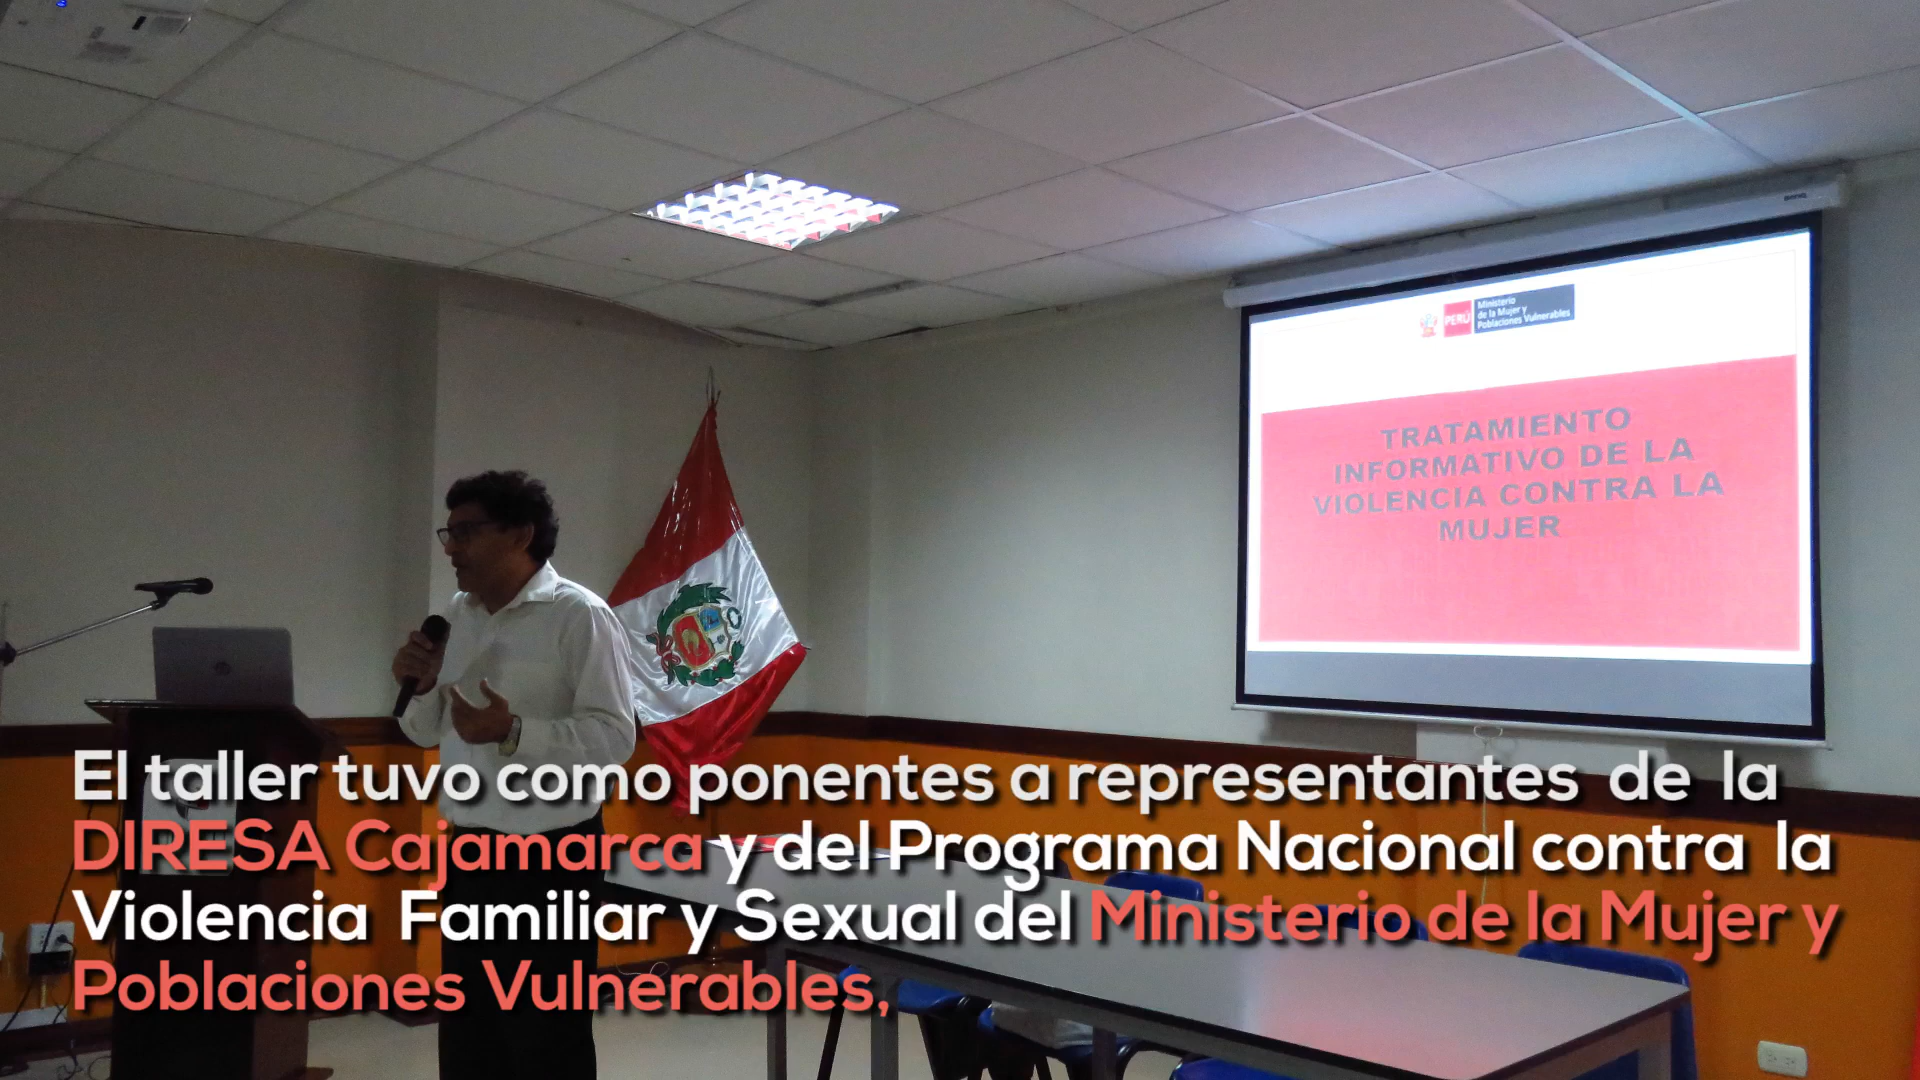 BENQ
PERÚ
Ministerio
de la Mujer y
Poblaciones Vulnerables
TRATAMIENTO
INFORMATIVO DE LA
VIOLENCIA CONTRA LA
MUJER
El taller tuvo como ponentes a representantes de la
DIRESA Cajamarca y del Programa Nacional contra la
Violencia Familiar y Sexual del Ministerio de la Mujer y
Poblaciones Vulnerables,